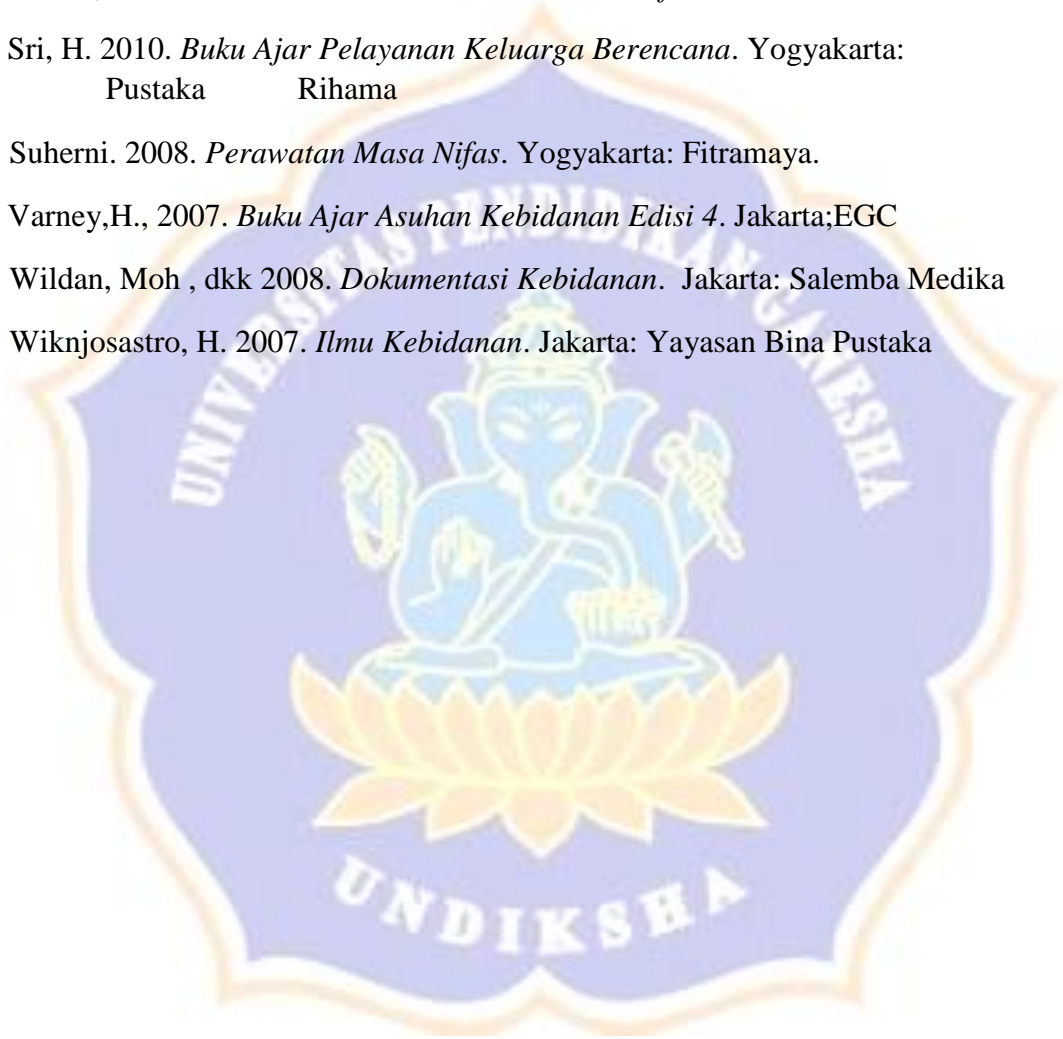 Sri, H. 2010. Buku Ajar Pelayanan Keluarga Berencana. Yogyakarta:
Pustaka Rihama
Suherni. 2008. Perawatan Masa Nifas. Yogyakarta: Fitramaya.
Varney,H., 2007. Buku Ajar Asuhan Kebidanan Edisi 4. Jakarta;EGC
Wildan, Moh , dkk 2008. Dokumentasi Kebidanan. Jakarta: Salemba Medika
Wiknjosastro, H. 2007. Ilmu Kebidanan. Jakarta: Yayasan Bina Pustaka
UNIVERSITAS PENDIDIKAN GANESHA
UNDIKSHA